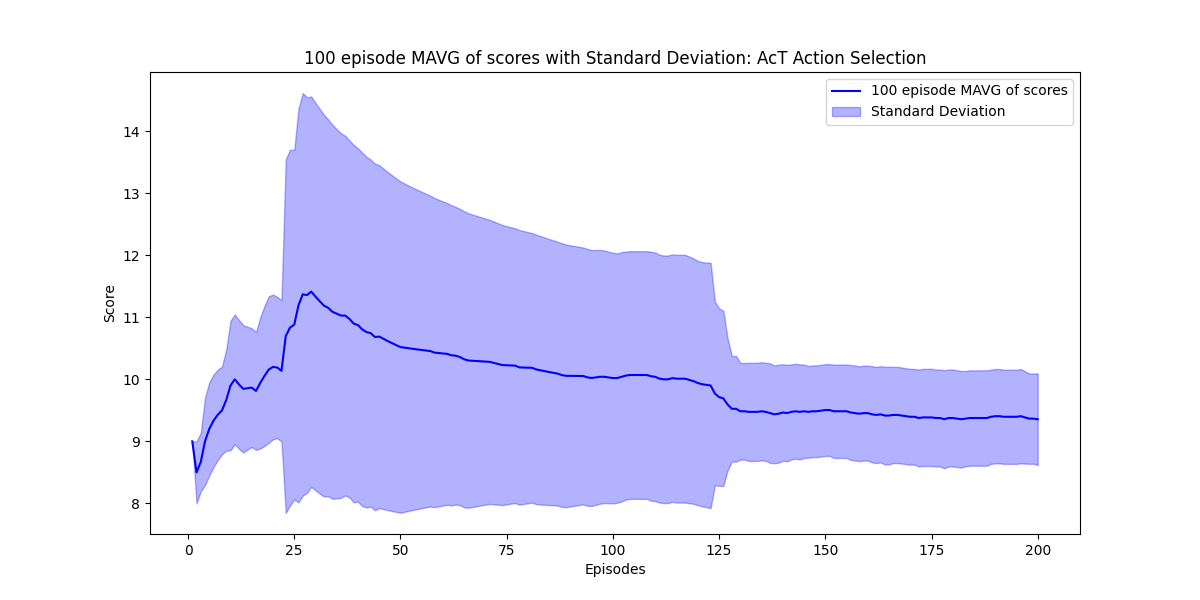 100 episode MAVG of scores with Standard Deviation: AcT Action Selection
100 episode MAVG of scores
Standard Deviation
14
13
12
11
10
9
8
Score
0 25 50 75 100 125 150 175 200
Episodes